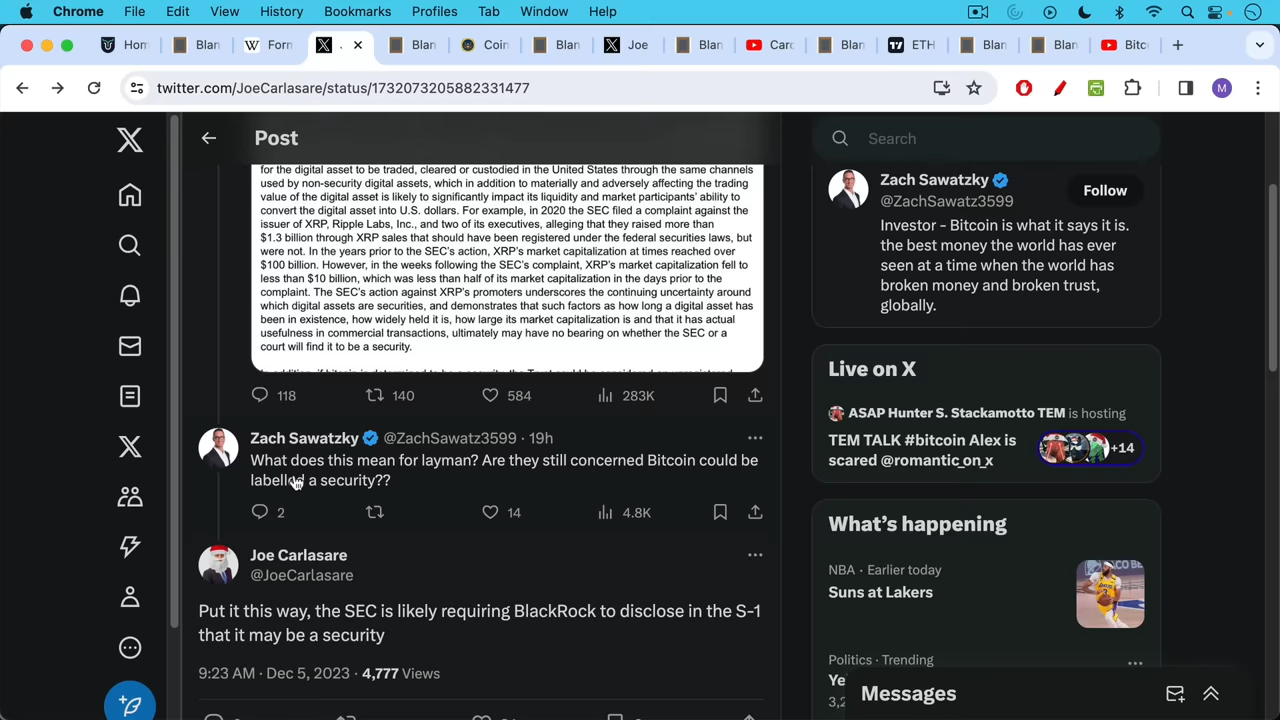 Chrome File Edit View History Bookmarks Profiles Tab Window Help
Hom Blan Forn . Blan Coin Blan Joe Blan Card Blan ETH Blan Blan Bitc
twitter.com/JoeCarlasare/status/1732073205882331477
M
Post
Search
for the digital asset to be traded, cleared or custodied in the United States through the same channels
used by non-security digital assets, which in addition to materially and adversely affecting the trading
value of the digital asset is likely to significantly impact its liquidity and market participants' ability to
convert the digital asset into U.S. dollars. For example, in 2020 the SEC filed a complaint against the
issuer of XRP, Ripple Labs, Inc., and two of its executives, alleging that they raised more than
$1.3 billion through XRP sales that should have been registered under the federal securities laws, but
were not. In the years prior to the SEC's action, XRP's market capitalization at times reached over
$100 billion. However, in the weeks following the SEC's complaint, XRP's market capitalization fell to
less than $10 billion, which was less than half of its market capitalization in the days prior to the
complaint. The SEC's action against XRP's promoters underscores the continuing uncertainty around
which digital assets are securities, and demonstrates that such factors as how long a digital asset has
been in existence, how widely held it is, how large its market capitalization is and that it has actual
usefulness in commercial transactions, ultimately may have no bearing on whether the SEC or a
court will find it to be a security.
118 140 584 283K
Zach Sawatzky @ZachSawatz3599 · 19h
What does this mean for layman? Are they still concerned Bitcoin could be
labelled a security??
2 14 4.8K
Joe Carlasare
@JoeCarlasare
Put it this way, the SEC is likely requiring BlackRock to disclose in the S-1
that it may be a security
9:23 AM · Dec 5, 2023 · 4,777 Views
Zach Sawatzky
@ZachSawatz3599
Follow
Investor - Bitcoin is what it says it is.
the best money the world has ever
seen at a time when the world has
broken money and broken trust,
globally.
Live on X
ASAP Hunter S. Stackamotto TEM is hosting
TEM TALK #bitcoin Alex is
scared @romantic_on_x
+14
What's happening
NBA · Earlier today
Suns at Lakers
Politics · Trending
Messages